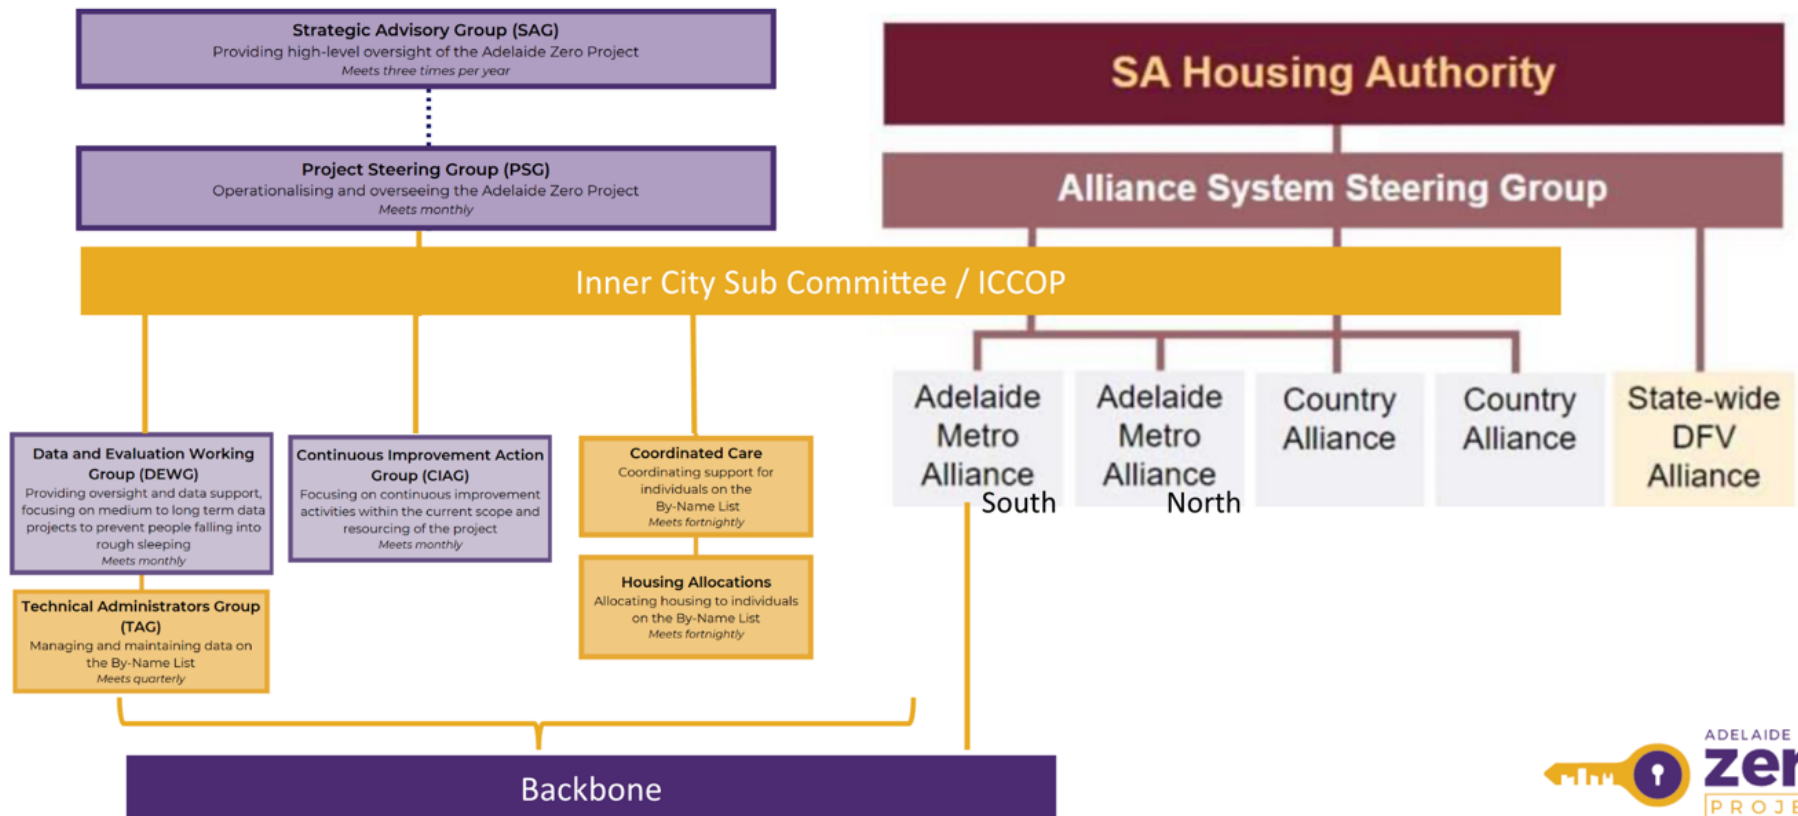 Strategic Advisory Group (SAG)
Providing high-level oversight of the Adelaide Zero Project
Meets three times per year
Project Steering Group (PSG)
Operationalising and overseeing the Adelaide Zero Project
Meets monthly
SA Housing Authority
Alliance System Steering Group
Inner City Sub Committee / ICCOP
Data and Evaluation Working
Group (DEWG)
Providing oversight and data support,
focusing on medium to long term data
projects to prevent people falling into
rough sleeping
Meets monthly
Technical Administrators Group
(TAG)
Managing and maintaining data on
the By-Name List
Meets quarterly
Continuous Improvement Action
Group (CIAG)
Focusing on continuous improvement
activities within the current scope and
resourcing of the project
Meets monthly
Coordinated Care
Coordinating support for
individuals on the
By-Name List
Meets fortnightly
Housing Allocations
Allocating housing to individuals
on the By-Name List
Meets fortnightly
Adelaide
Metro
Alliance
South
Adelaide
Metro
Alliance
North
Country
Alliance
Country
Alliance
State-wide
DFV
Alliance
Backbone
ADELAIDE
zer
PROJE